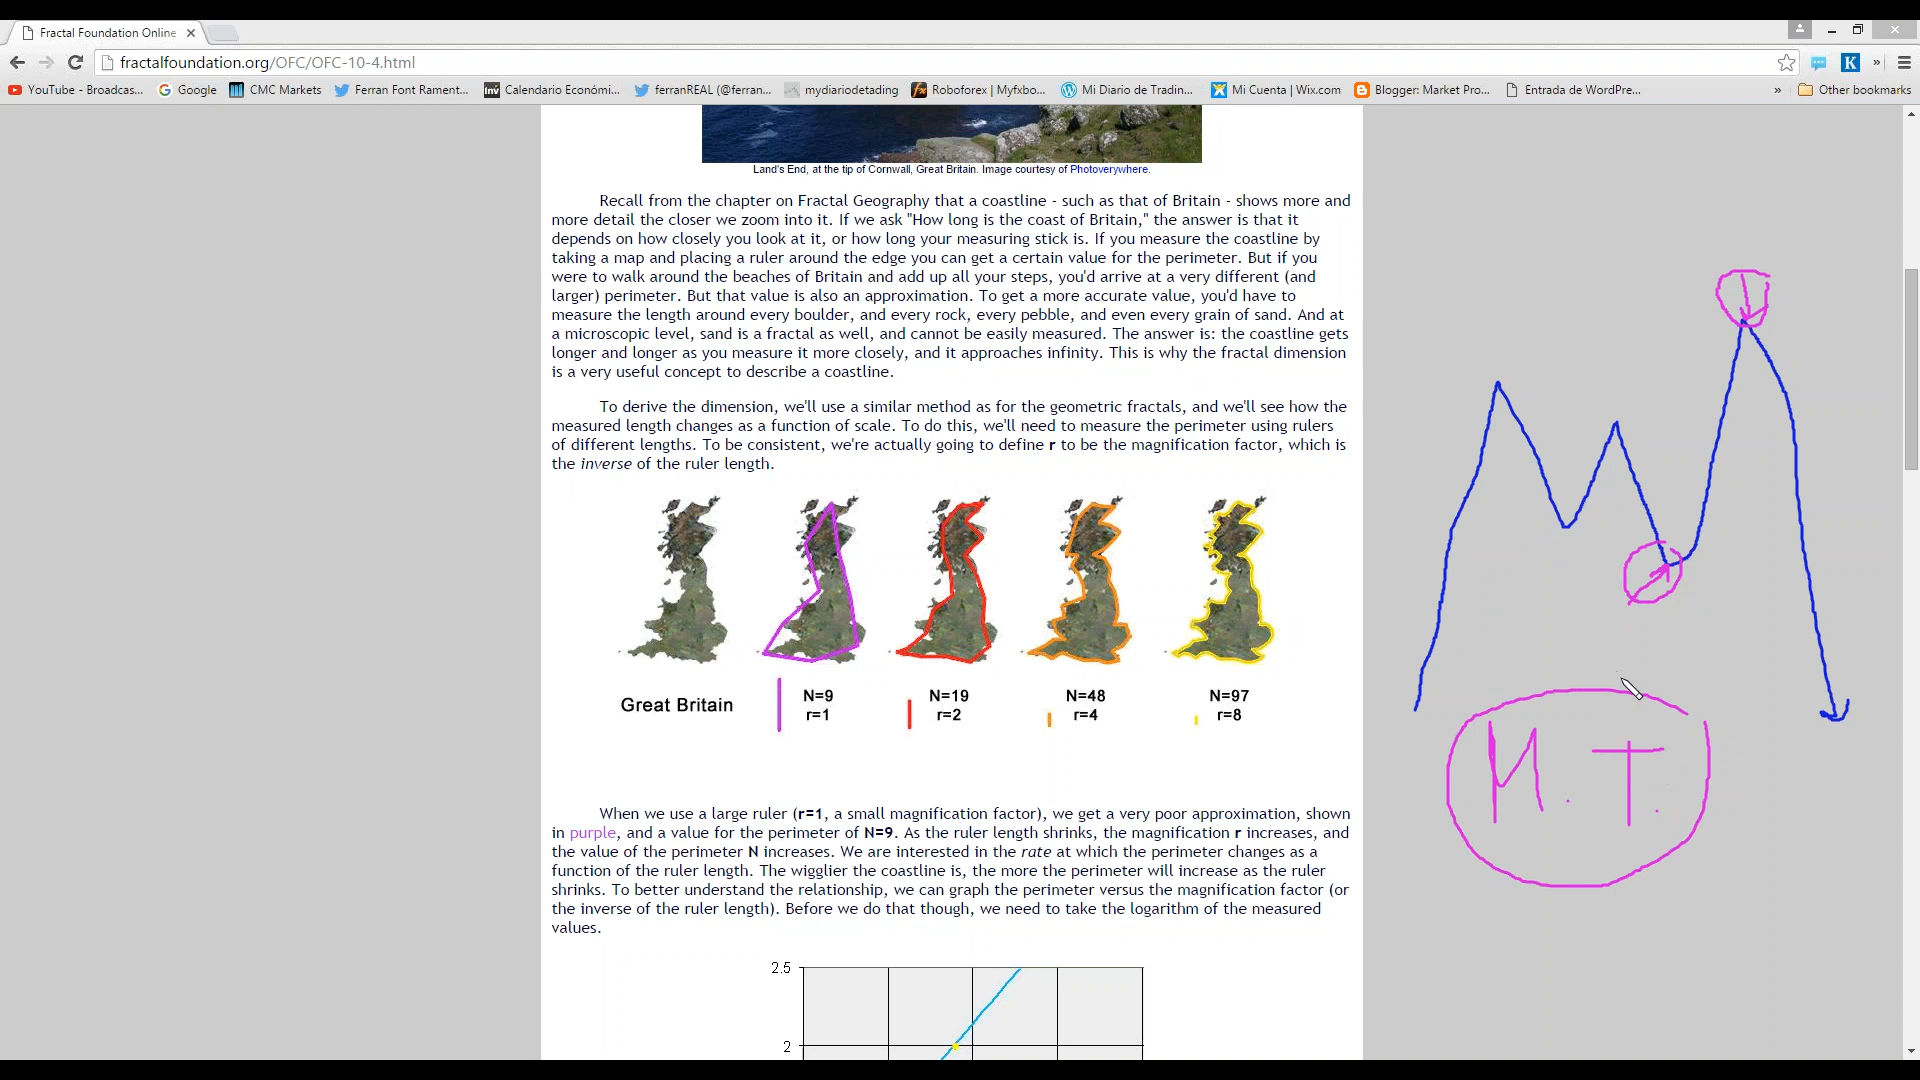 Fractal Foundation Online
fractalfoundation.org/OFC/OFC-10-4.html
K
»
YouTube - Broadcas...
Google
CMC Markets
Ferran Font Rament...
Inv
Calendario Económi...
ferranREAL (@ferran...
mydiariodetading
fx
Roboforex | Myfxbo...
Mi Diario de Tradin...
Mi Cuenta | Wix.com
Blogger: Market Pro...
Entrada de WordPre...
»
Other bookmarks
Land's End, at the tip of Cornwall, Great Britain. Image courtesy of Photoverywhere.
Recall from the chapter on Fractal Geography that a coastline - such as that of Britain - shows more and
more detail the closer we zoom into it. If we ask "How long is the coast of Britain," the answer is that it
depends on how closely you look at it, or how long your measuring stick is. If you measure the coastline by
taking a map and placing a ruler around the edge you can get a certain value for the perimeter. But if you
were to walk around the beaches of Britain and add up all your steps, you'd arrive at a very different (and
larger) perimeter. But that value is also an approximation. To get a more accurate value, you'd have to
measure the length around every boulder, and every rock, every pebble, and even every grain of sand. And at
a microscopic level, sand is a fractal as well, and cannot be easily measured. The answer is: the coastline gets
longer and longer as you measure it more closely, and it approaches infinity. This is why the fractal dimension
is a very useful concept to describe a coastline.
To derive the dimension, we'll use a similar method as for the geometric fractals, and we'll see how the
measured length changes as a function of scale. To do this, we'll need to measure the perimeter using rulers
of different lengths. To be consistent, we're actually going to define r to be the magnification factor, which is
the inverse of the ruler length.
Great Britain
N=9
r=1
N=19
r=2
N=48
r=4
N=97
r=8
When we use a large ruler (r=1, a small magnification factor), we get a very poor approximation, shown
in purple, and a value for the perimeter of N=9. As the ruler length shrinks, the magnification r increases, and
the value of the perimeter N increases. We are interested in the rate at which the perimeter changes as a
function of the ruler length. The wigglier the coastline is, the more the perimeter will increase as the ruler
shrinks. To better understand the relationship, we can graph the perimeter versus the magnification factor (or
the inverse of the ruler length). Before we do that though, we need to take the logarithm of the measured
values.
2.5
2
M. T.